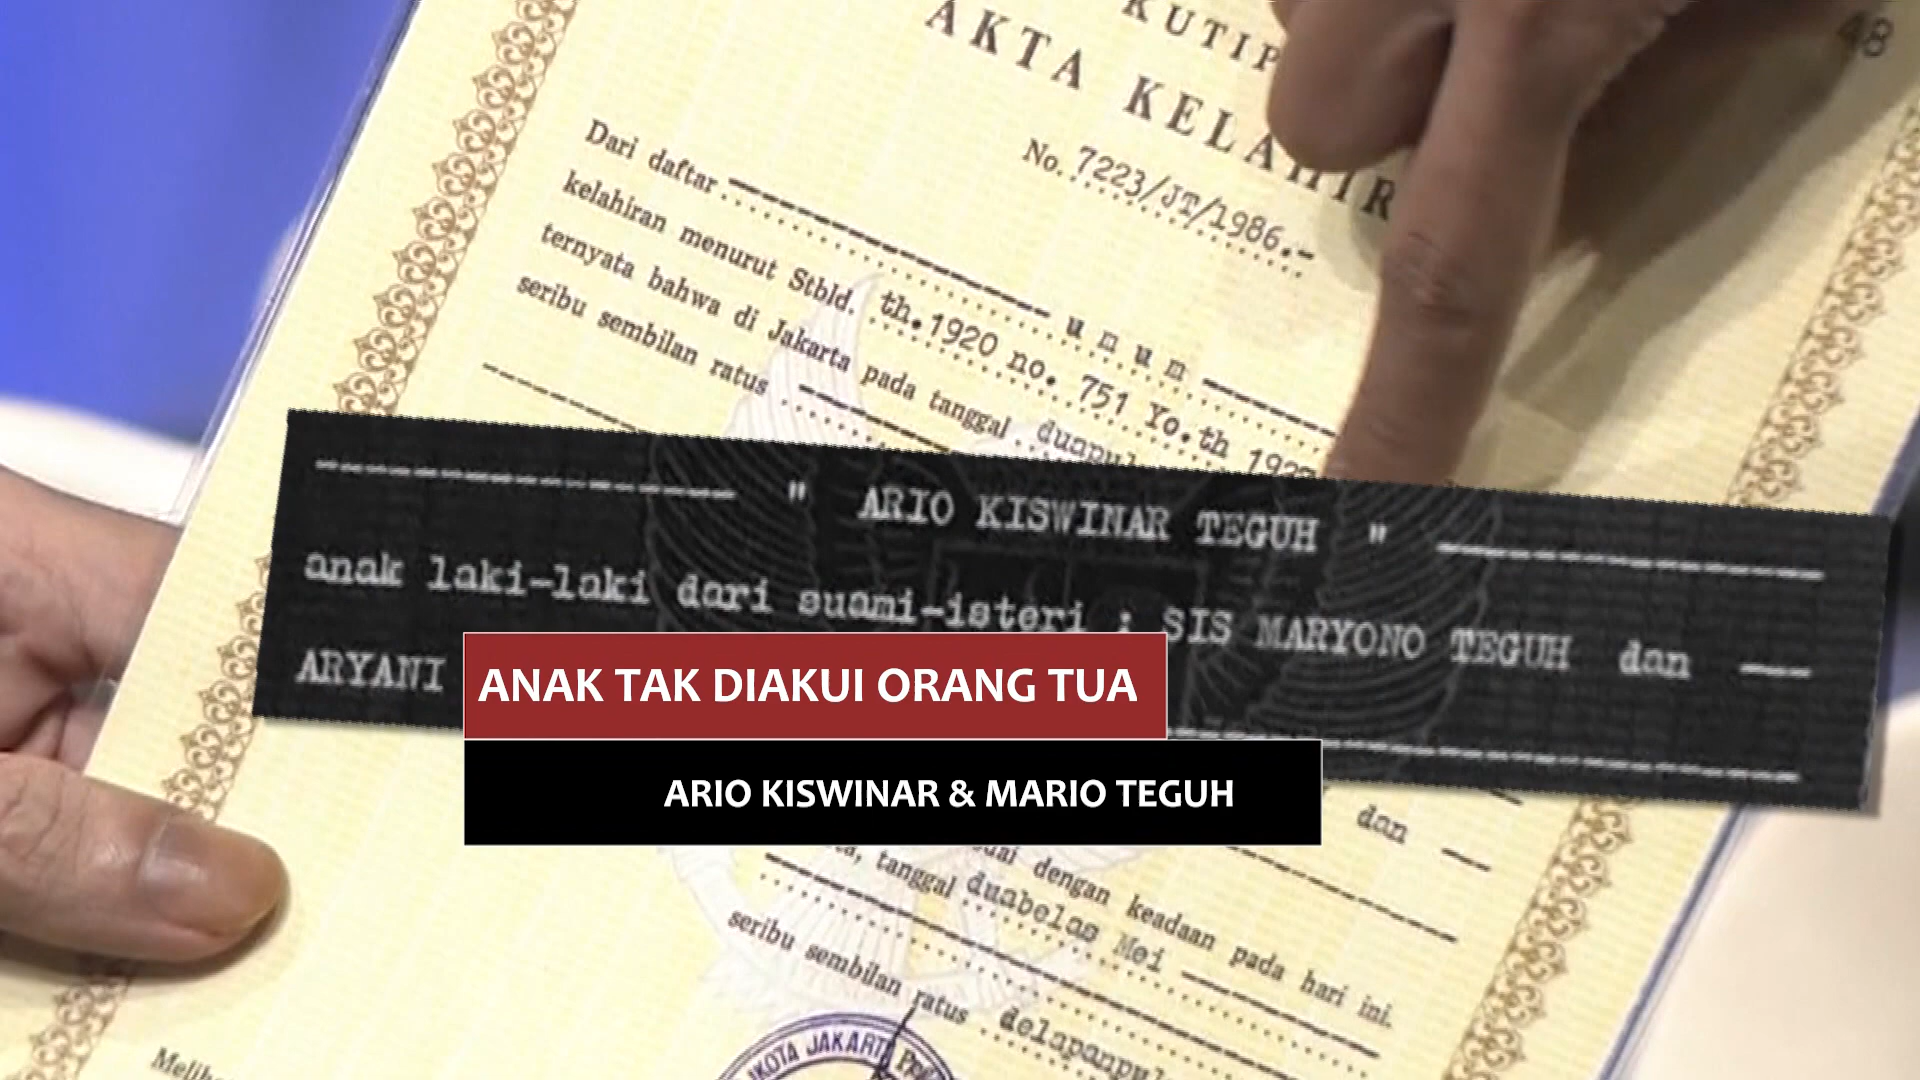 48
KUTIP
AKTA KELAHIR
No. 7223/JT/1986.-
Dari daftar umum
kelahiran menurut Stbld. th.1920 no. 751 Yo.th
ternyata bahwa di Jakarta pada tanggal
seribu sembilan ratus
" ARIO KISWINAR TEGUH "
anak laki-laki dari suami-isteri : SIS MARYONO TEGUH dan
ARYANI
ANAK TAK DIAKUI ORANG TUA
ARIO KISWINAR & MARIO TEGUH
dan
dengan keadaan pada hari ini.
tanggal duabelas Mei
seribu sembilan ratus
JAKART